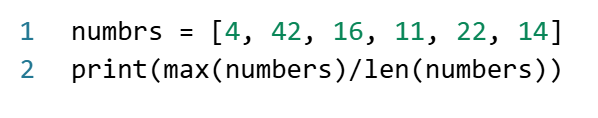 1 numbrs = [4, 42, 16, 11, 22, 14]
2 print(max(numbers)/len(numbers))